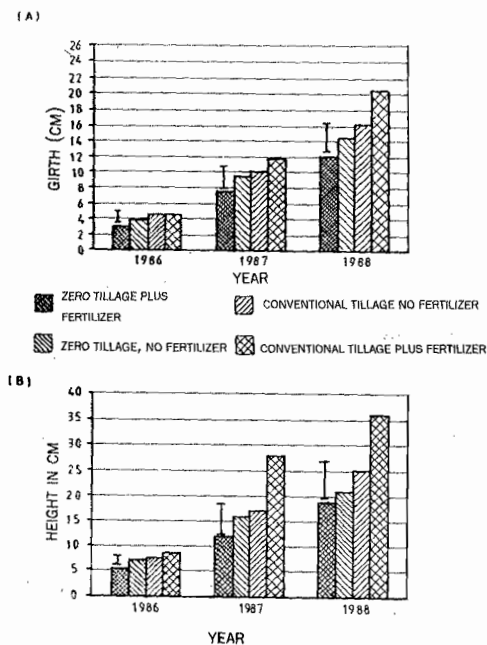 (A)
26
24
22
20
18
16
14
12
10
8
6
4
2
0
GIRTH (CM)
1986 1987 1988
YEAR
ZERO TILLAGE PLUS
FERTILIZER
CONVENTIONAL TILLAGE NO FERTILIZER
ZERO TILLAGE, NO FERTILIZER
CONVENTIONAL TILLAGE PLUS FERTILIZER
(B)
40
35
30
25
20
15
10
5
0
HEIGHT IN CM
1986 1987 1988
YEAR